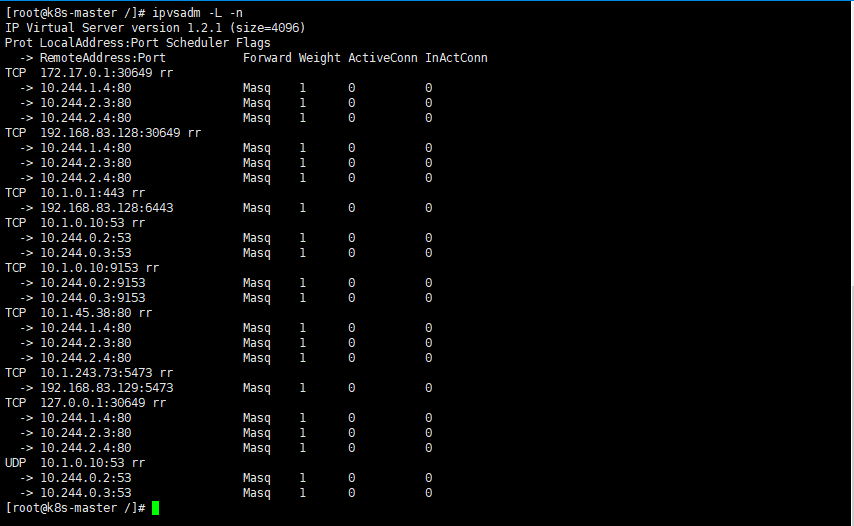 [root@k8s-master /]# ipvsadm -L -n
IP Virtual Server version 1.2.1 (size=4096)
Prot LocalAddress:Port Scheduler Flags
  -> RemoteAddress:Port           Forward Weight ActiveConn InActConn
TCP  172.17.0.1:30649 rr
  -> 10.244.1.4:80                Masq    1      0          0
  -> 10.244.2.3:80                Masq    1      0          0
  -> 10.244.2.4:80                Masq    1      0          0
TCP  192.168.83.128:30649 rr
  -> 10.244.1.4:80                Masq    1      0          0
  -> 10.244.2.3:80                Masq    1      0          0
  -> 10.244.2.4:80                Masq    1      0          0
TCP  10.1.0.1:443 rr
  -> 192.168.83.128:6443          Masq    1      0          0
TCP  10.1.0.10:53 rr
  -> 10.244.0.2:53                Masq    1      0          0
  -> 10.244.0.3:53                Masq    1      0          0
TCP  10.1.0.10:9153 rr
  -> 10.244.0.2:9153              Masq    1      0          0
  -> 10.244.0.3:9153              Masq    1      0          0
TCP  10.1.45.38:80 rr
  -> 10.244.1.4:80                Masq    1      0          0
  -> 10.244.2.3:80                Masq    1      0          0
  -> 10.244.2.4:80                Masq    1      0          0
TCP  10.1.243.73:5473 rr
  -> 192.168.83.129:5473          Masq    1      0          0
TCP  127.0.0.1:30649 rr
  -> 10.244.1.4:80                Masq    1      0          0
  -> 10.244.2.3:80                Masq    1      0          0
  -> 10.244.2.4:80                Masq    1      0          0
UDP  10.1.0.10:53 rr
  -> 10.244.0.2:53                Masq    1      0          0
  -> 10.244.0.3:53                Masq    1      0          0
[root@k8s-master /]#